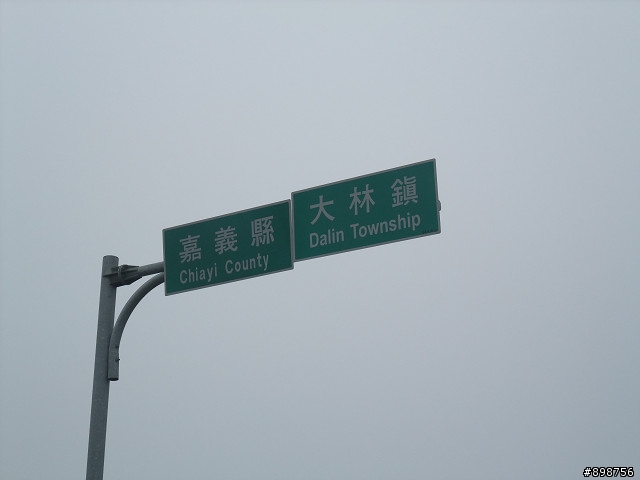 嘉義縣
Chiayi County
大林鎮
Dalin Township
#898756